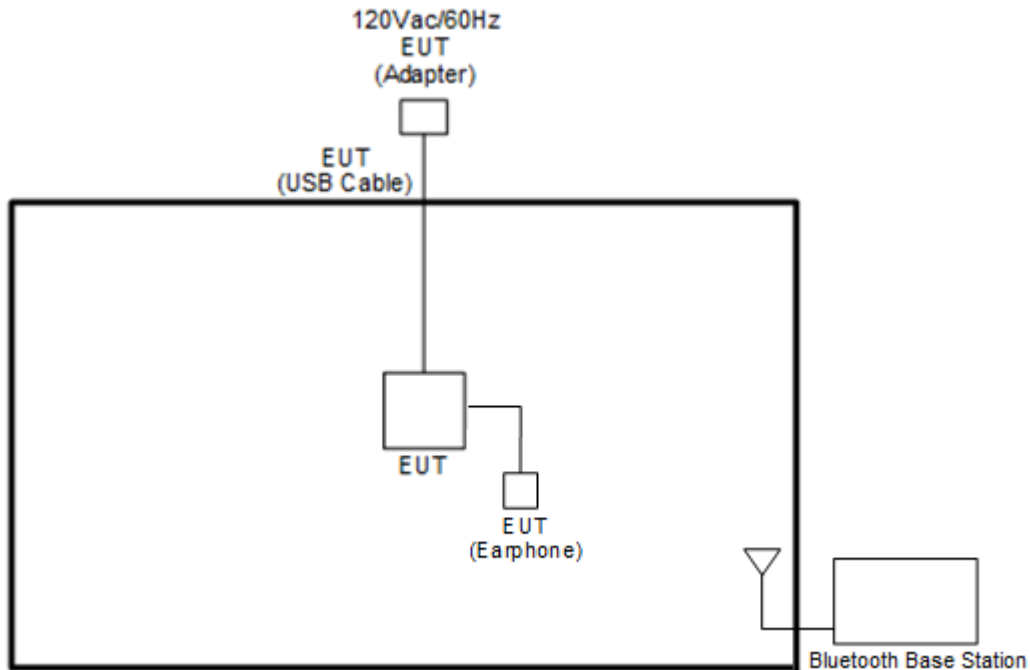 120Vac/60Hz
EUT
(Adapter)
EUT
(USB Cable)
EUT
EUT
(Earphone)
Bluetooth Base Station